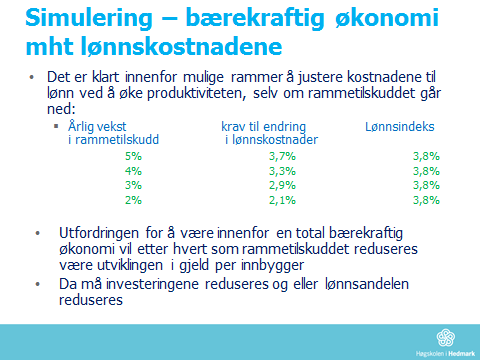 Simulering – bærekraftig økonomi
mht lønnskostnadene
• Det er klart innenfor mulige rammer å justere kostnadene til
lønn ved å øke produktiviteten, selv om rammetilskuddet går
ned:
▪ Årlig vekst krav til endring Lønnsindeks
i rammetilskudd i lønnskostnader
5% 3,7% 3,8%
4% 3,3% 3,8%
3% 2,9% 3,8%
2% 2,1% 3,8%
• Utfordringen for å være innenfor en total bærekraftig
økonomi vil etter hvert som rammetilskuddet reduseres
være utviklingen i gjeld per innbygger
• Da må investeringene reduseres og eller lønnsandelen
reduseres
Høgskolen i Hedmark